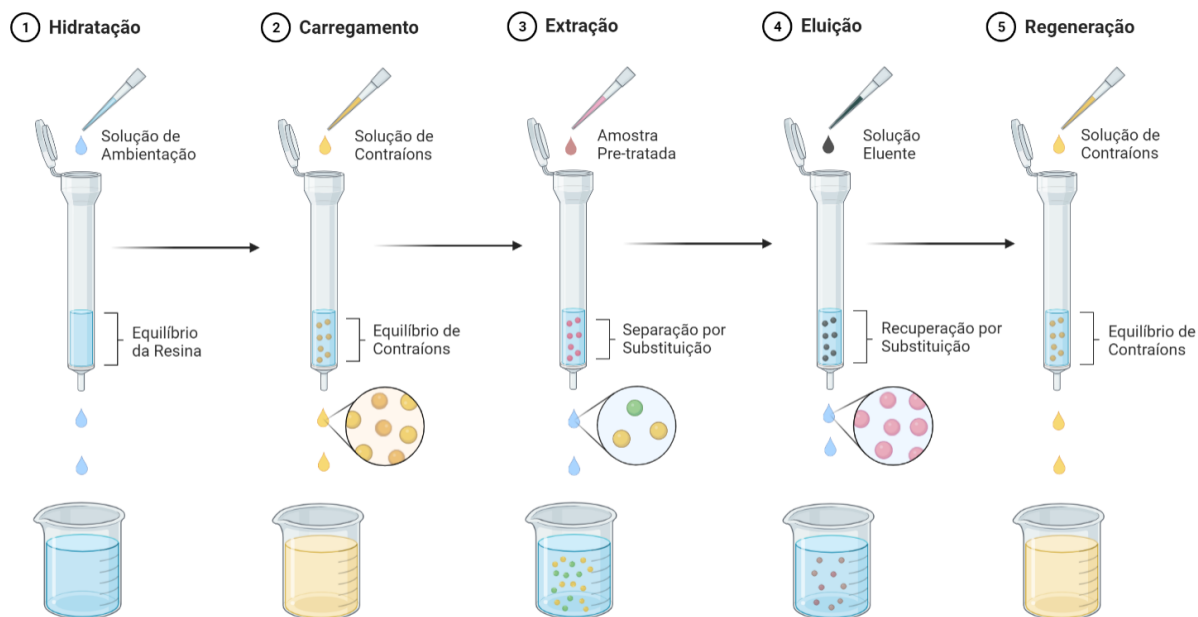 1 Hidratação
2 Carregamento
3 Extração
4 Eluição
5 Regeneração
Solução de
Ambientação
Solução de
Contraíons
Amostra
Pre-tratada
Solução
Eluente
Solução de
Contraíons
Equilíbrio
da Resina
Equilíbrio de
Contraíons
Separação por
Substituição
Recuperação por
Substituição
Equilíbrio de
Contraíons